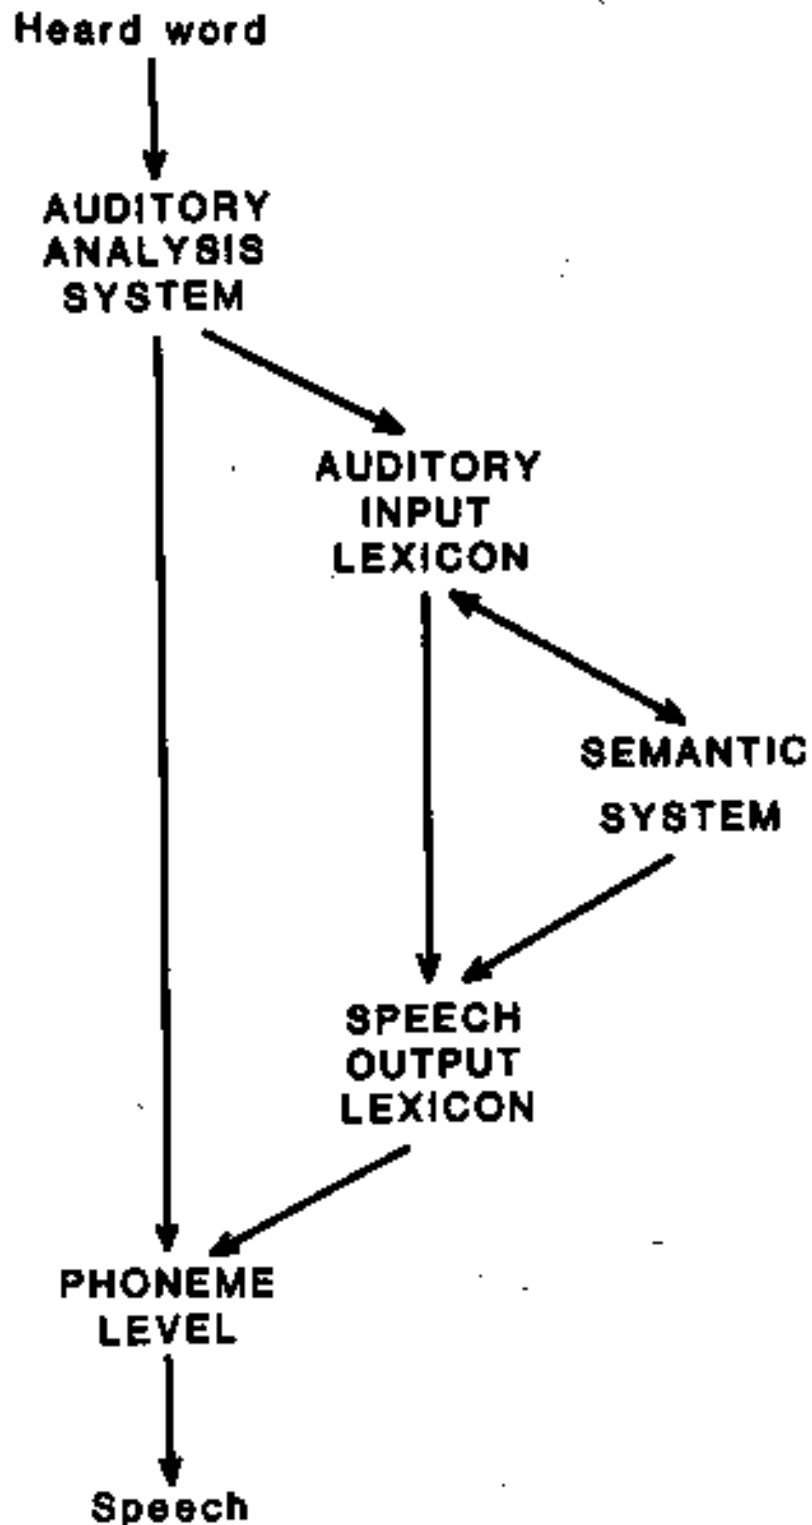 Heard word
AUDITORY
ANALYSIS
SYSTEM
AUDITORY
INPUT
LEXICON
SEMANTIC
SYSTEM
SPEECH
OUTPUT
LEXICON
PHONEME
LEVEL
Speech